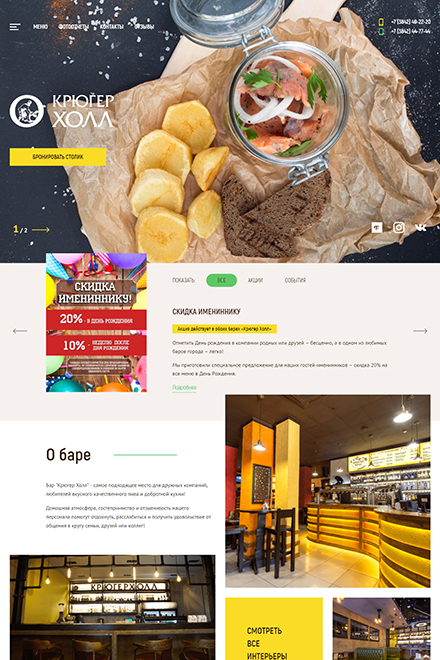 МЕНЮ ФОТООТЧЕТЫ КОНТАКТЫ ОТЗЫВЫ
+7 (3842) 48-22-20
+7 (3842) 44-77-44
КРЮГЕР
ХОЛЛ
БРОНИРОВАТЬ СТОЛИК
1 / 2
ПОКАЗАТЬ ВСЕ АКЦИИ СОБЫТИЯ
СКИДКА
ИМЕНИННИКУ!
20% - В ДЕНЬ РОЖДЕНИЯ
10% - НЕДЕЛЮ ПОСЛЕ
ДНЯ РОЖДЕНИЯ
СКИДКА ИМЕНИННИКУ
Акция действует в обоих барах «Крюгер Холл»
Отметить День рождения в компании родных или друзей – бесценно, а в одном из любимых
баров города – легко!
Мы приготовили специальное предложение для наших гостей-именинников – скидка 20% на
все меню в День Рождения.
Подробнее
О баре
Бар "Крюгер Холл" - самое подходящее место для дружных компаний,
любителей вкусного качественного пива и добротной кухни!
Домашняя атмосфера, гостеприимство и отзывчивость нашего
персонала помогут отдохнуть, расслабиться и получить удовольствие от
общения в кругу семьи, друзей или коллег!
КРЮГЕР ХОЛЛ
СМОТРЕТЬ
ВСЕ
ИНТЕРЬЕРЫ